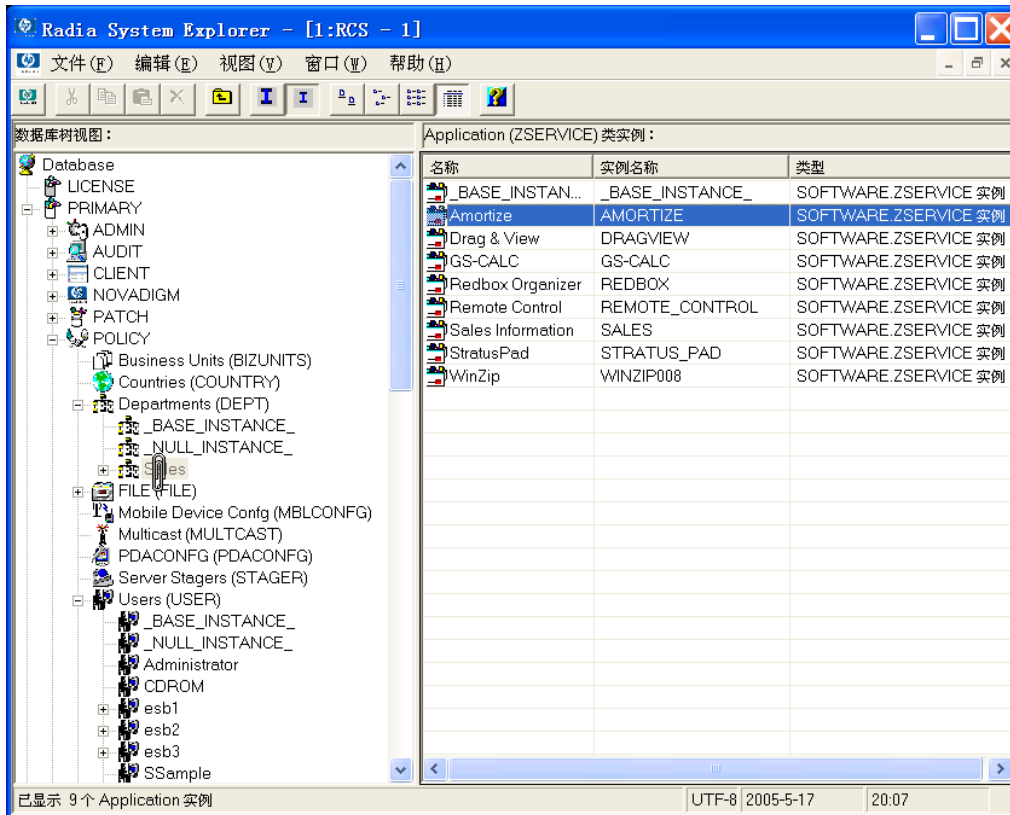 Radia System Explorer - [1:RCS - 1]
文件(F) 编辑(E) 视图(V) 窗口(W) 帮助(H)
数据库树视图：
Database
LICENSE
PRIMARY
ADMIN
AUDIT
CLIENT
NOVADIGM
PATCH
POLICY
Business Units (BIZUNITS)
Countries (COUNTRY)
Departments (DEPT)
_BASE_INSTANCE_
_NULL_INSTANCE_
Sales
FILE (FILE)
Mobile Device Confg (MBLCONFG)
Multicast (MULTCAST)
PDACONFG (PDACONFG)
Server Stagers (STAGER)
Users (USER)
_BASE_INSTANCE_
_NULL_INSTANCE_
Administrator
CDROM
esb1
esb2
esb3
SSample
Application (ZSERVICE) 类实例：
名称 实例名称 类型
_BASE_INSTAN... _BASE_INSTANCE_ SOFTWARE.ZSERVICE 实例
Amortize AMORTIZE SOFTWARE.ZSERVICE 实例
Drag & View DRAGVIEW SOFTWARE.ZSERVICE 实例
GS-CALC GS-CALC SOFTWARE.ZSERVICE 实例
Redbox Organizer REDBOX SOFTWARE.ZSERVICE 实例
Remote Control REMOTE_CONTROL SOFTWARE.ZSERVICE 实例
Sales Information SALES SOFTWARE.ZSERVICE 实例
StratusPad STRATUS_PAD SOFTWARE.ZSERVICE 实例
WinZip WINZIP008 SOFTWARE.ZSERVICE 实例
已显示 9个 Application 实例 UTF-8 2005-5-17 20:07